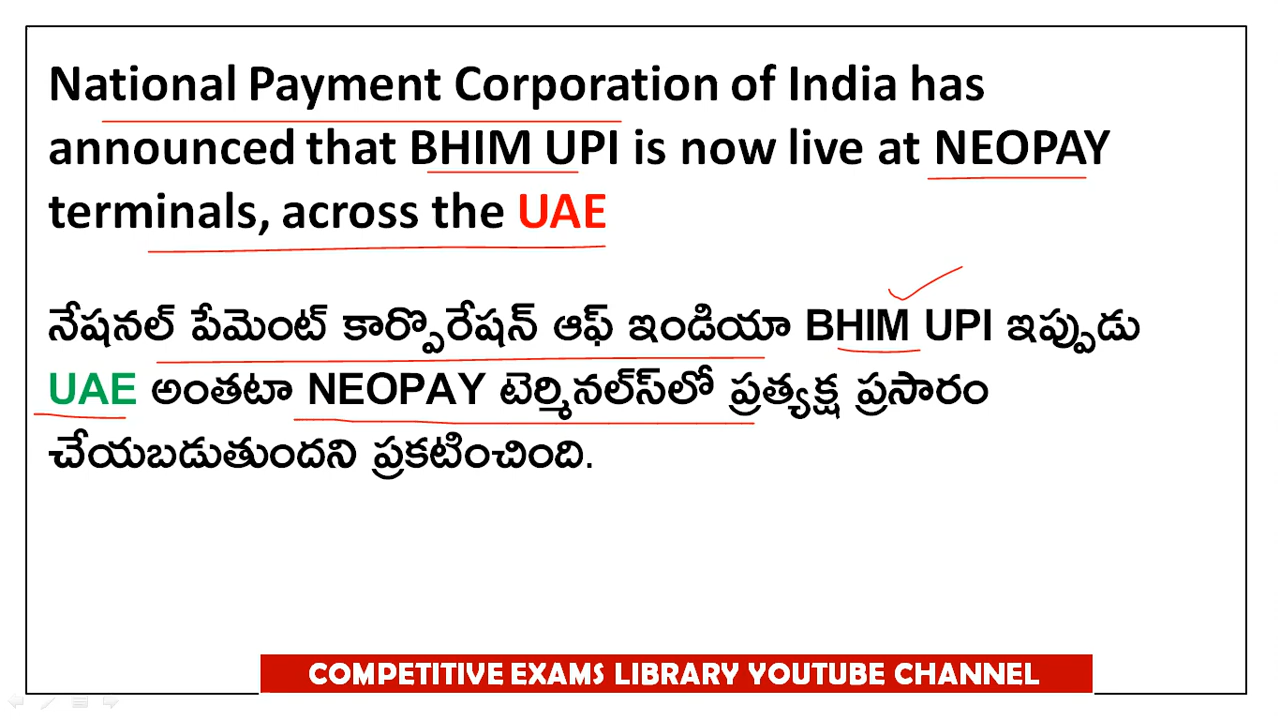 National Payment Corporation of India has
announced that BHIM UPI is now live at NEOPAY
terminals, across the UAE
నేషనల్ పేమెంట్ కార్పొరేషన్ ఆఫ్ ఇండియా BHIM UPI ఇప్పుడు
UAE అంతటా NEOPAY టెర్మినల్స్‌లో ప్రత్యక్ష ప్రసారం
చేయబడుతుందని ప్రకటించింది.
COMPETITIVE EXAMS LIBRARY YOUTUBE CHANNEL